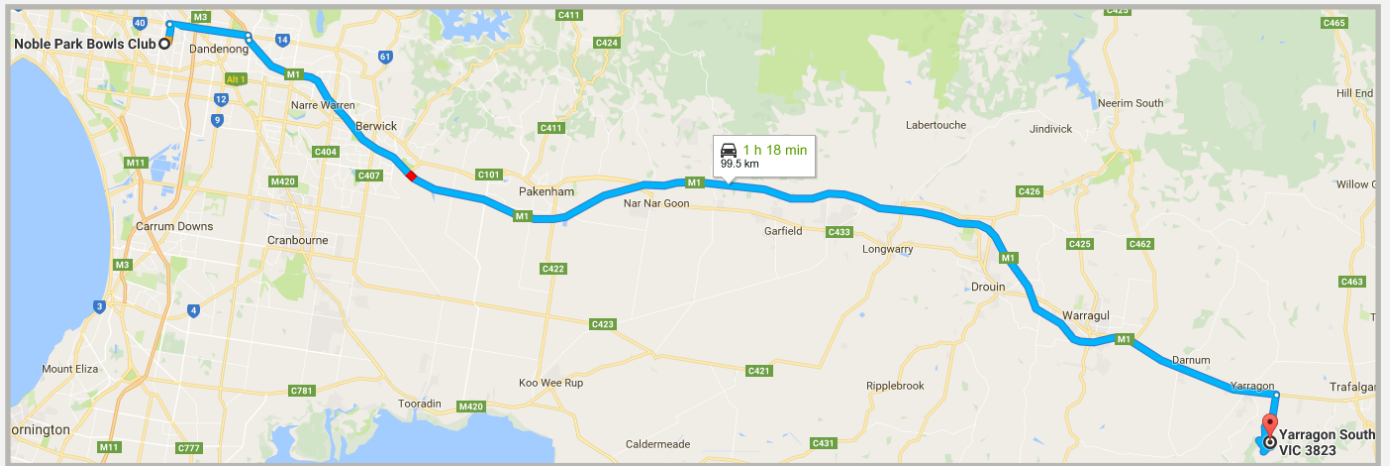 M3
40
C411
C425
C465
Noble Park Bowls Club
Dandenong
14
C424
61
M1
Alt 1
Narre Warren
12
9
Berwick
C411
Neerim South
Hill End
Labertouche
Jindivick
C404
1 h 18 min
99.5 km
M11
C407
M420
C101
Pakenham
M1
Nar Nar Goon
C426
Willow
M1
Carrum Downs
Cranbourne
Garfield
C433
Longwarry
C425
C462
M3
C422
M1
C463
Drouin
3
4
C423
Warragul
M1
Mount Eliza
C421
Darnum
Koo Wee Rup
Ripplebrook
Yarragon
Trafalgar
C781
Tooradin
M420
ornington
M11
C777
Caldermeade
C431
Yarragon South
VIC 3823